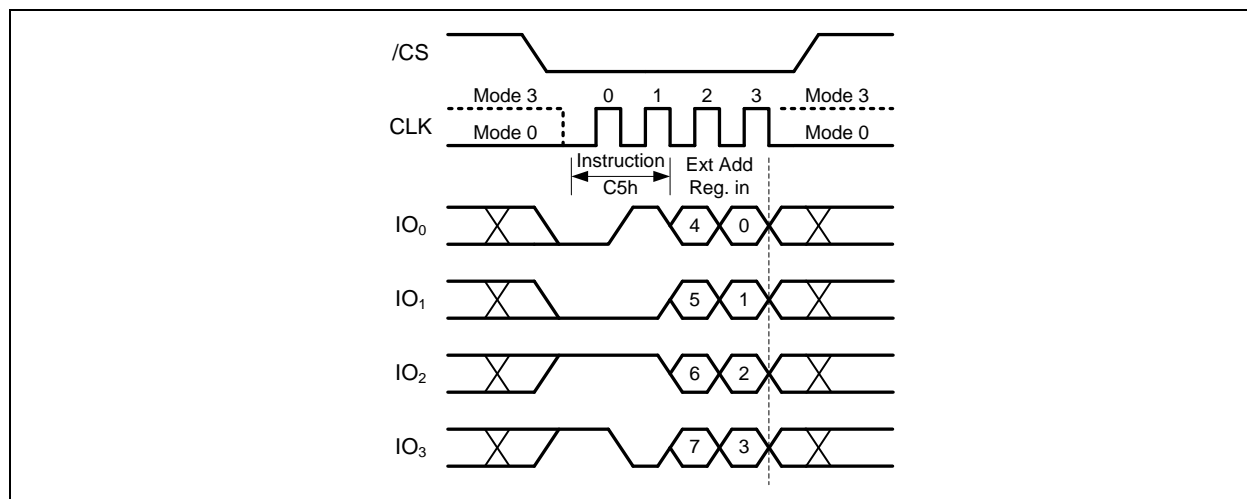 /CS
Mode 3 0 1 2 3 Mode 3
CLK Mode 0 Mode 0
Instruction Ext Add
C5h Reg. in
IO₀ 4 0
IO₁ 5 1
IO₂ 6 2
IO₃ 7 3